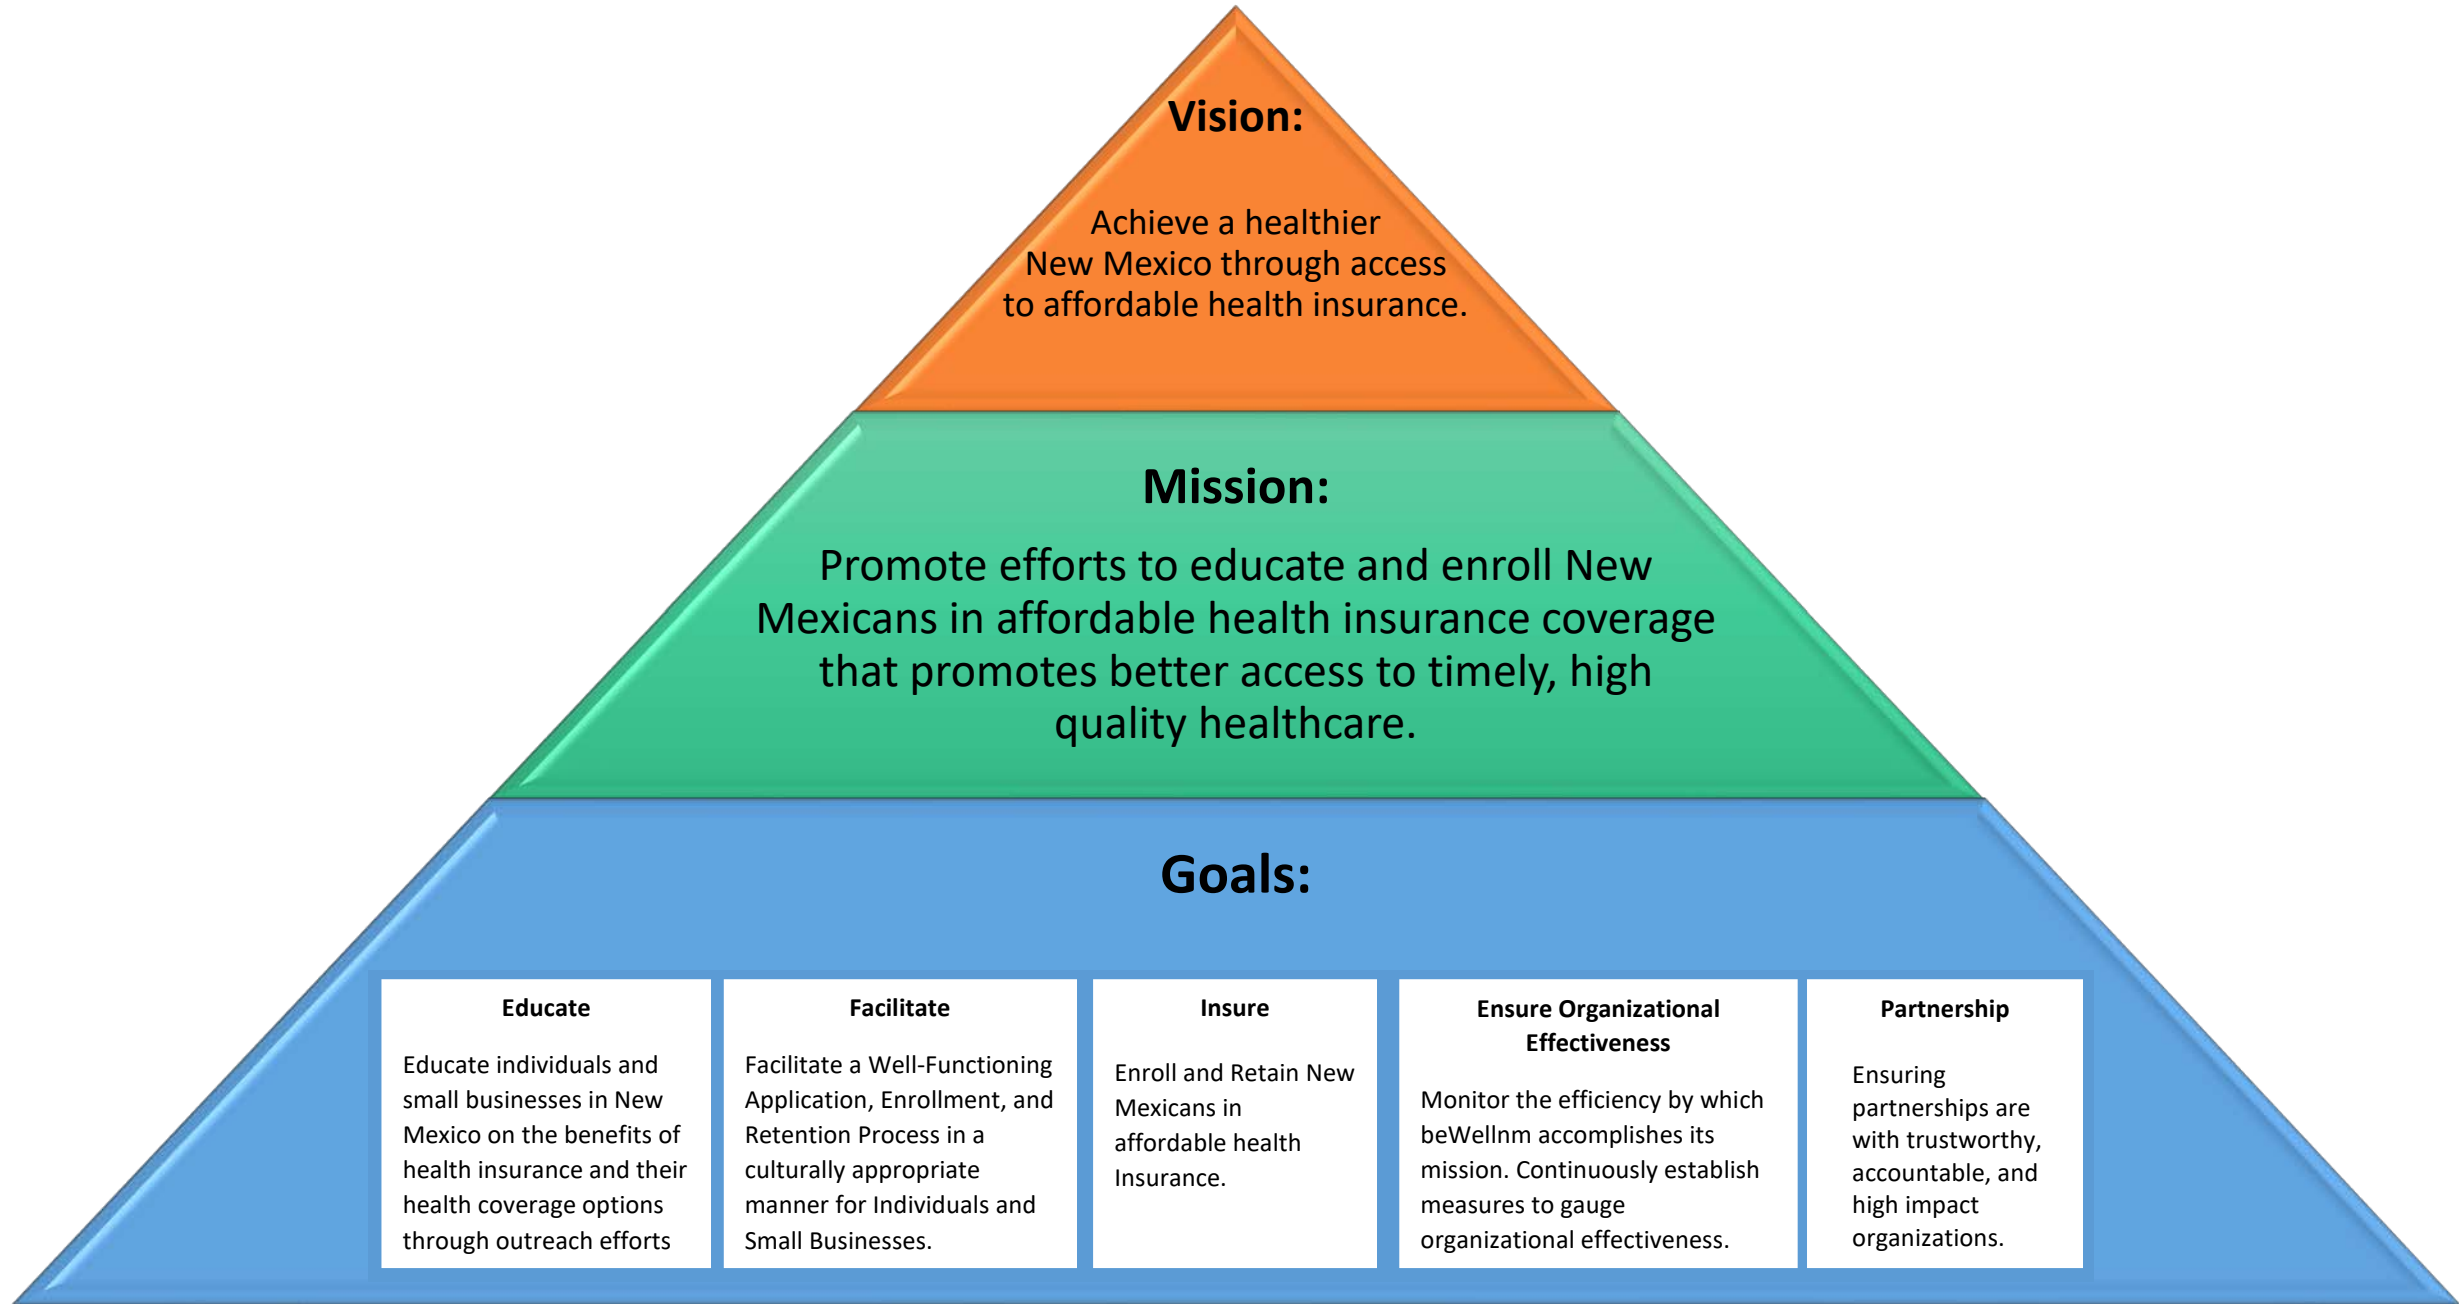 Vision:
Achieve a healthier
New Mexico through access
to affordable health insurance.
Mission:
Promote efforts to educate and enroll New
Mexicans in affordable health insurance coverage
that promotes better access to timely, high
quality healthcare.
Goals:
Educate
Educate individuals and
small businesses in New
Mexico on the benefits of
health insurance and their
health coverage options
through outreach efforts
Facilitate
Facilitate a Well-Functioning
Application, Enrollment, and
Retention Process in a
culturally appropriate
manner for Individuals and
Small Businesses.
Insure
Enroll and Retain New
Mexicans in
affordable health
Insurance.
Ensure Organizational
Effectiveness
Monitor the efficiency by which
beWellnm accomplishes its
mission. Continuously establish
measures to gauge
organizational effectiveness.
Partnership
Ensuring
partnerships are
with trustworthy,
accountable, and
high impact
organizations.